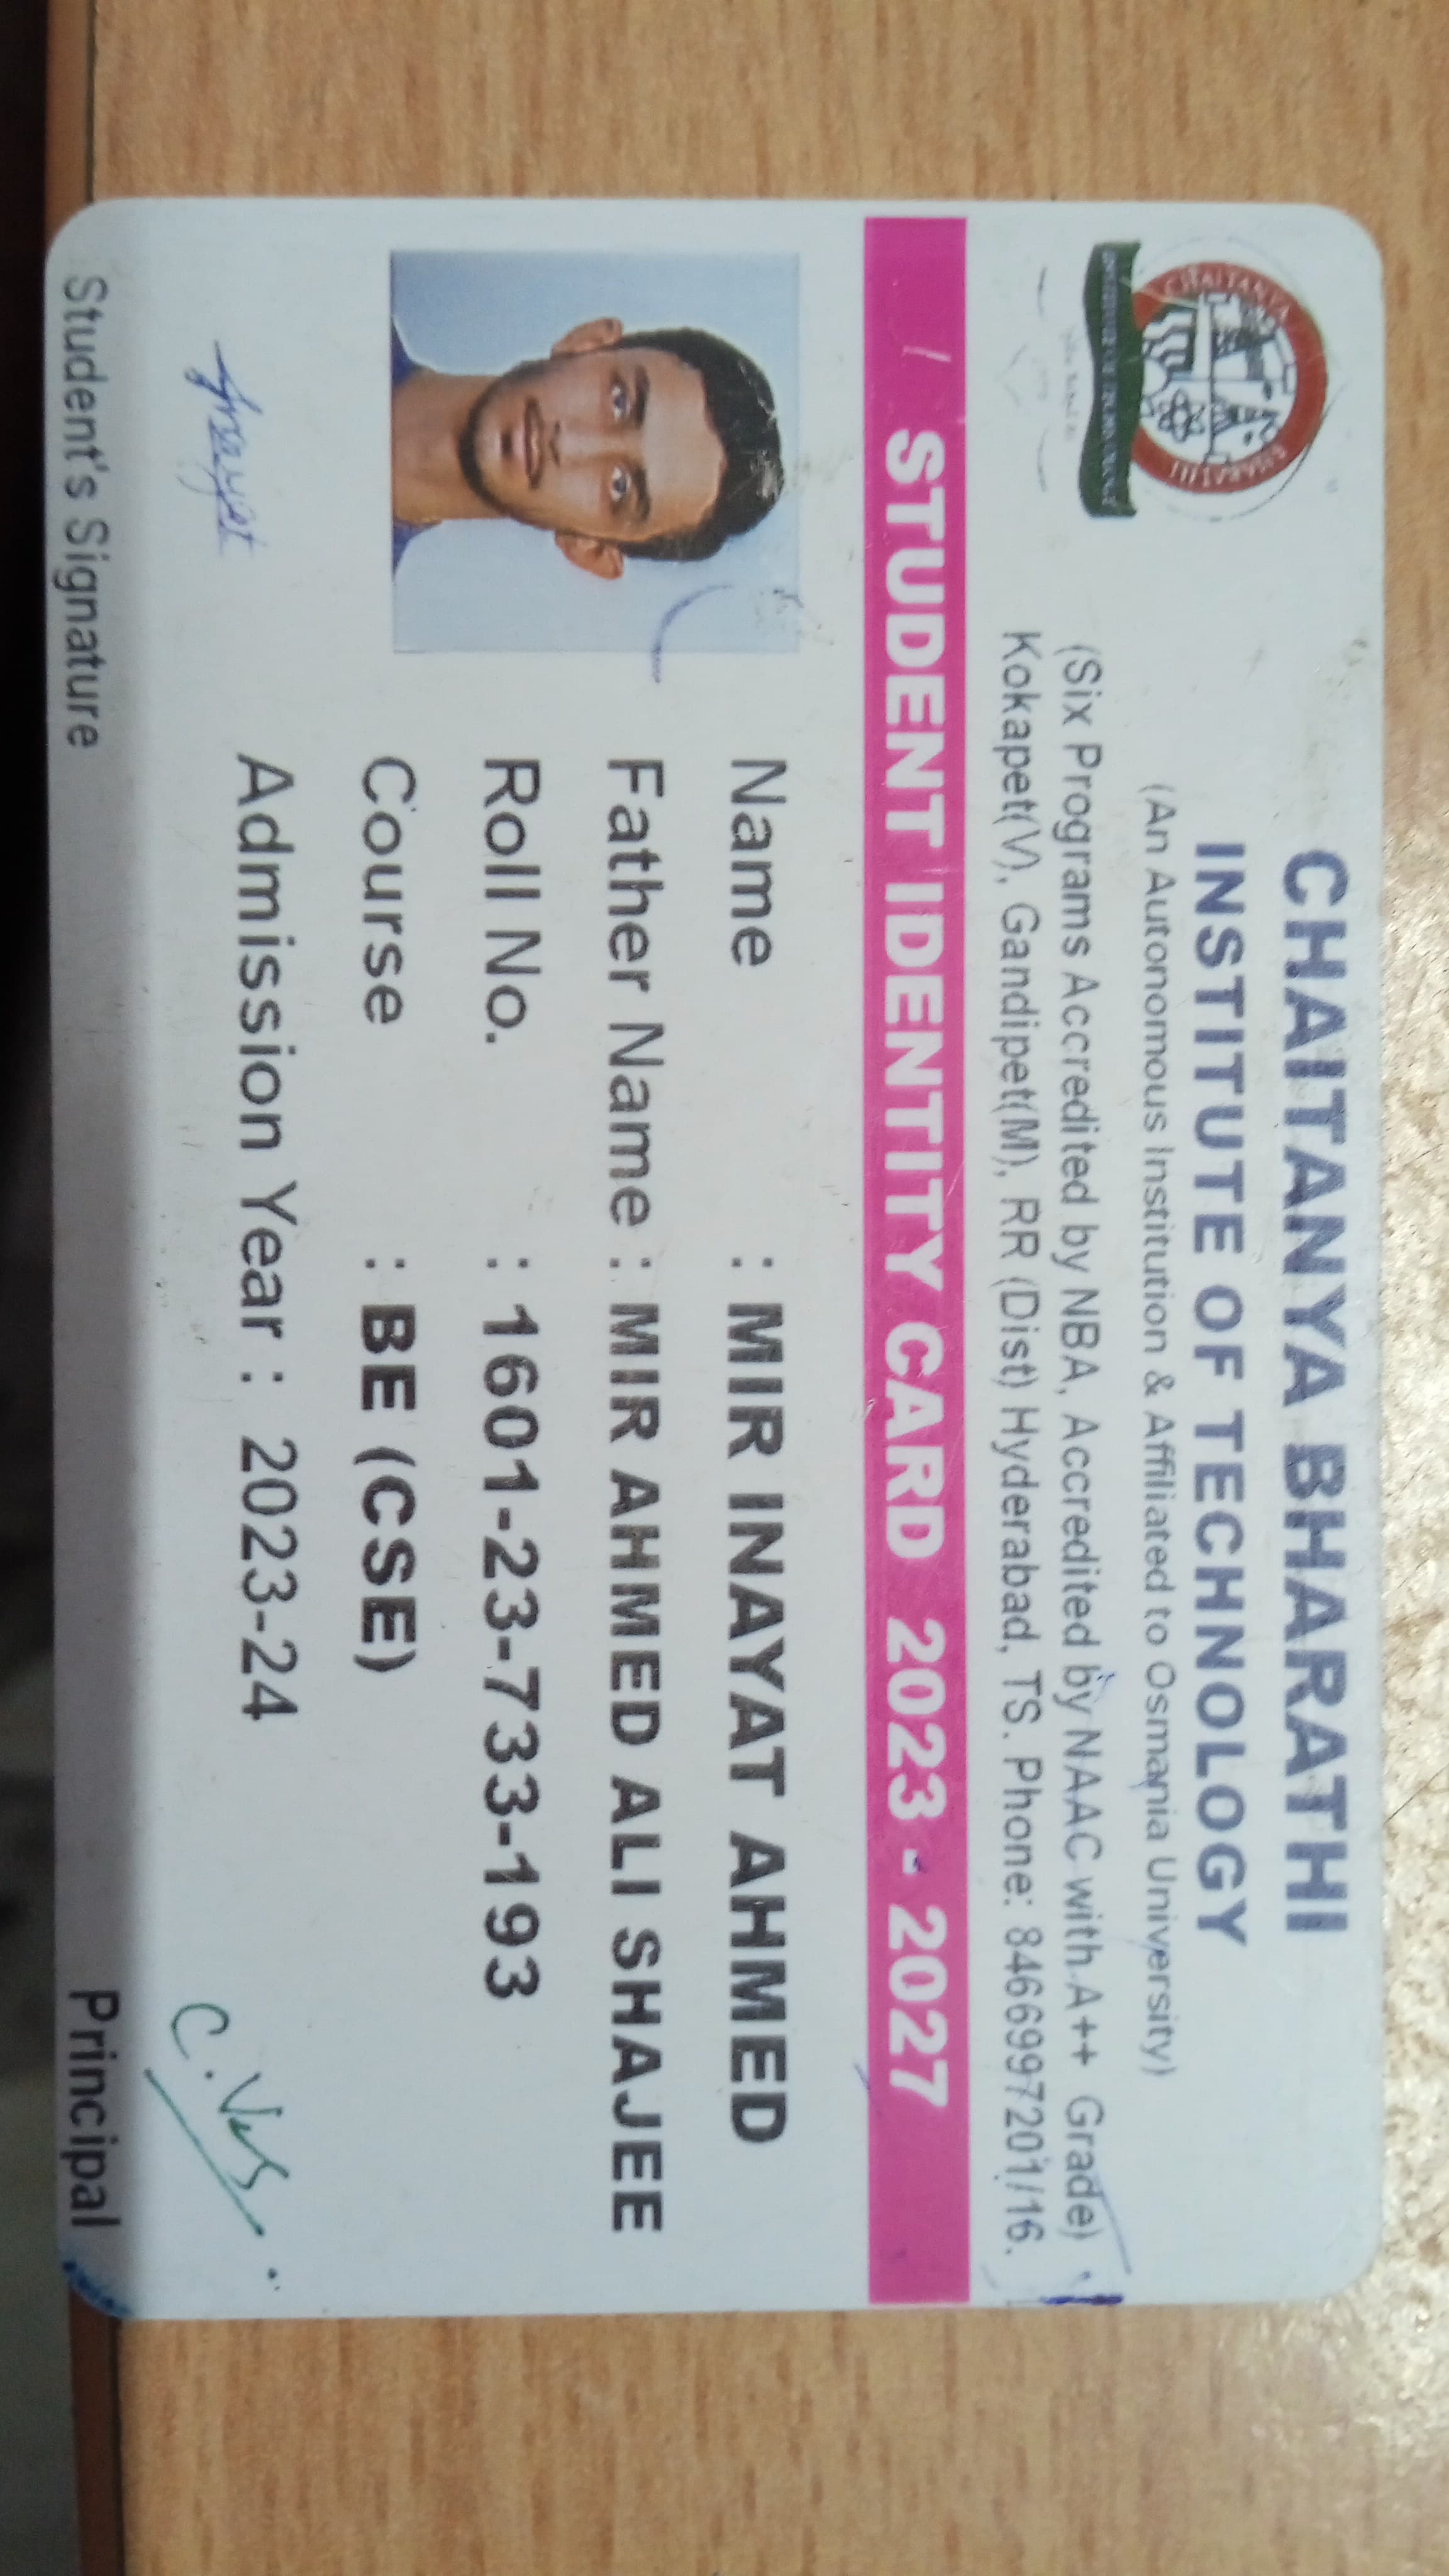 CHAITANYA BHARATHI
INSTITUTE OF TECHNOLOGY
(An Autonomous Institution & Affiliated to Osmania University)
(Six Programs Accredited by NBA, Accredited by NAAC with A++ Grade)
Kokapet(V), Gandipet(M), RR (Dist) Hyderabad, TS. Phone: 8466997201/16.
CHAITANYA BHARATHI
INSTITUTE OF TECHNOLOGY
STUDENT IDENTITY CARD 2023 - 2027
Name : MIR INAYAT AHMED
Father Name : MIR AHMED ALI SHAJEE
Roll No. : 1601-23-733-193
Course : BE (CSE)
Admission Year : 2023-24
Inayat
Student's Signature
Principal